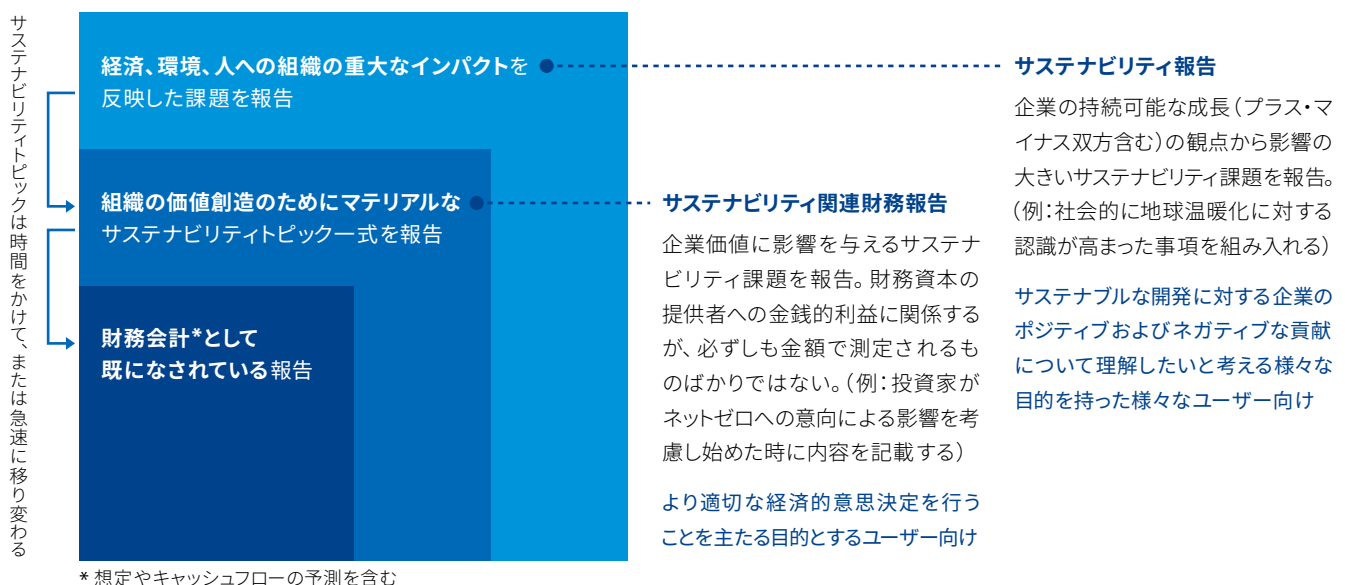 サステナビリティトピックは時間をかけて、または急速に移り変わる
経済、環境、人への組織の重大なインパクトを
反映した課題を報告
組織の価値創造のためにマテリアルな
サステナビリティトピック一式を報告
財務会計*として
既になされている報告
* 想定やキャッシュフローの予測を含む
サステナビリティ関連財務報告
企業価値に影響を与えるサステナ
ビリティ課題を報告。財務資本の
提供者への金銭的利益に関係する
が、必ずしも金額で測定されるも
のばかりではない。（例：投資家が
ネットゼロへの意向による影響を考
慮し始めた時に内容を記載する）
より適切な経済的意思決定を行う
ことを主たる目的とするユーザー向け
サステナビリティ報告
企業の持続可能な成長（プラス・マ
イナス双方含む）の観点から影響の
大きいサステナビリティ課題を報告。
（例：社会的に地球温暖化に対する
認識が高まった事項を組み入れる）
サステナブルな開発に対する企業の
ポジティブおよびネガティブな貢献
について理解したいと考える様々な
目的を持った様々なユーザー向け